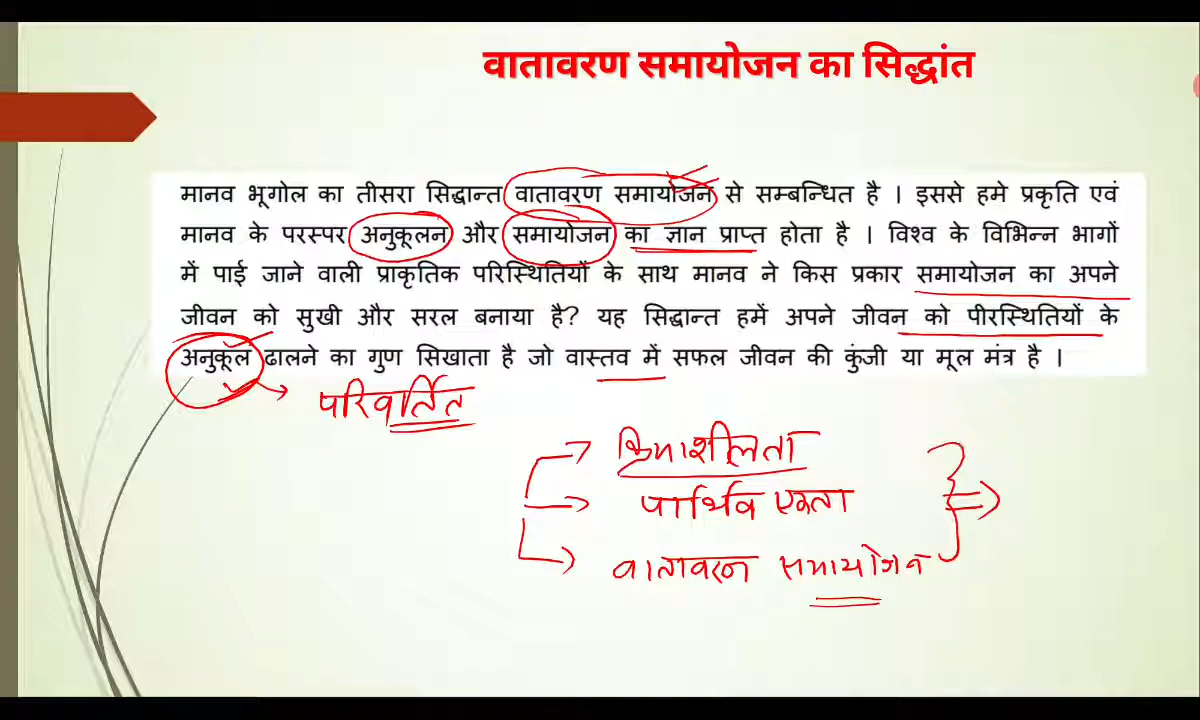 वातावरण समायोजन का सिद्धांत
मानव भूगोल का तीसरा सिद्धान्त वातावरण समायोजन से सम्बन्धित है । इससे हमे प्रकृति एवं
मानव के परस्पर अनुकूलन और समायोजन का ज्ञान प्राप्त होता है । विश्व के विभिन्न भागों
में पाई जाने वाली प्राकृतिक परिस्थितियों के साथ मानव ने किस प्रकार समायोजन का अपने
जीवन को सुखी और सरल बनाया है? यह सिद्धान्त हमें अपने जीवन को पीरस्थितियों के
अनुकूल ढालने का गुण सिखाता है जो वास्तव में सफल जीवन की कुंजी या मूल मंत्र है ।
परिवर्तित
क्रियाशीलता
पार्थिव एकता
वातावरन समायोजन